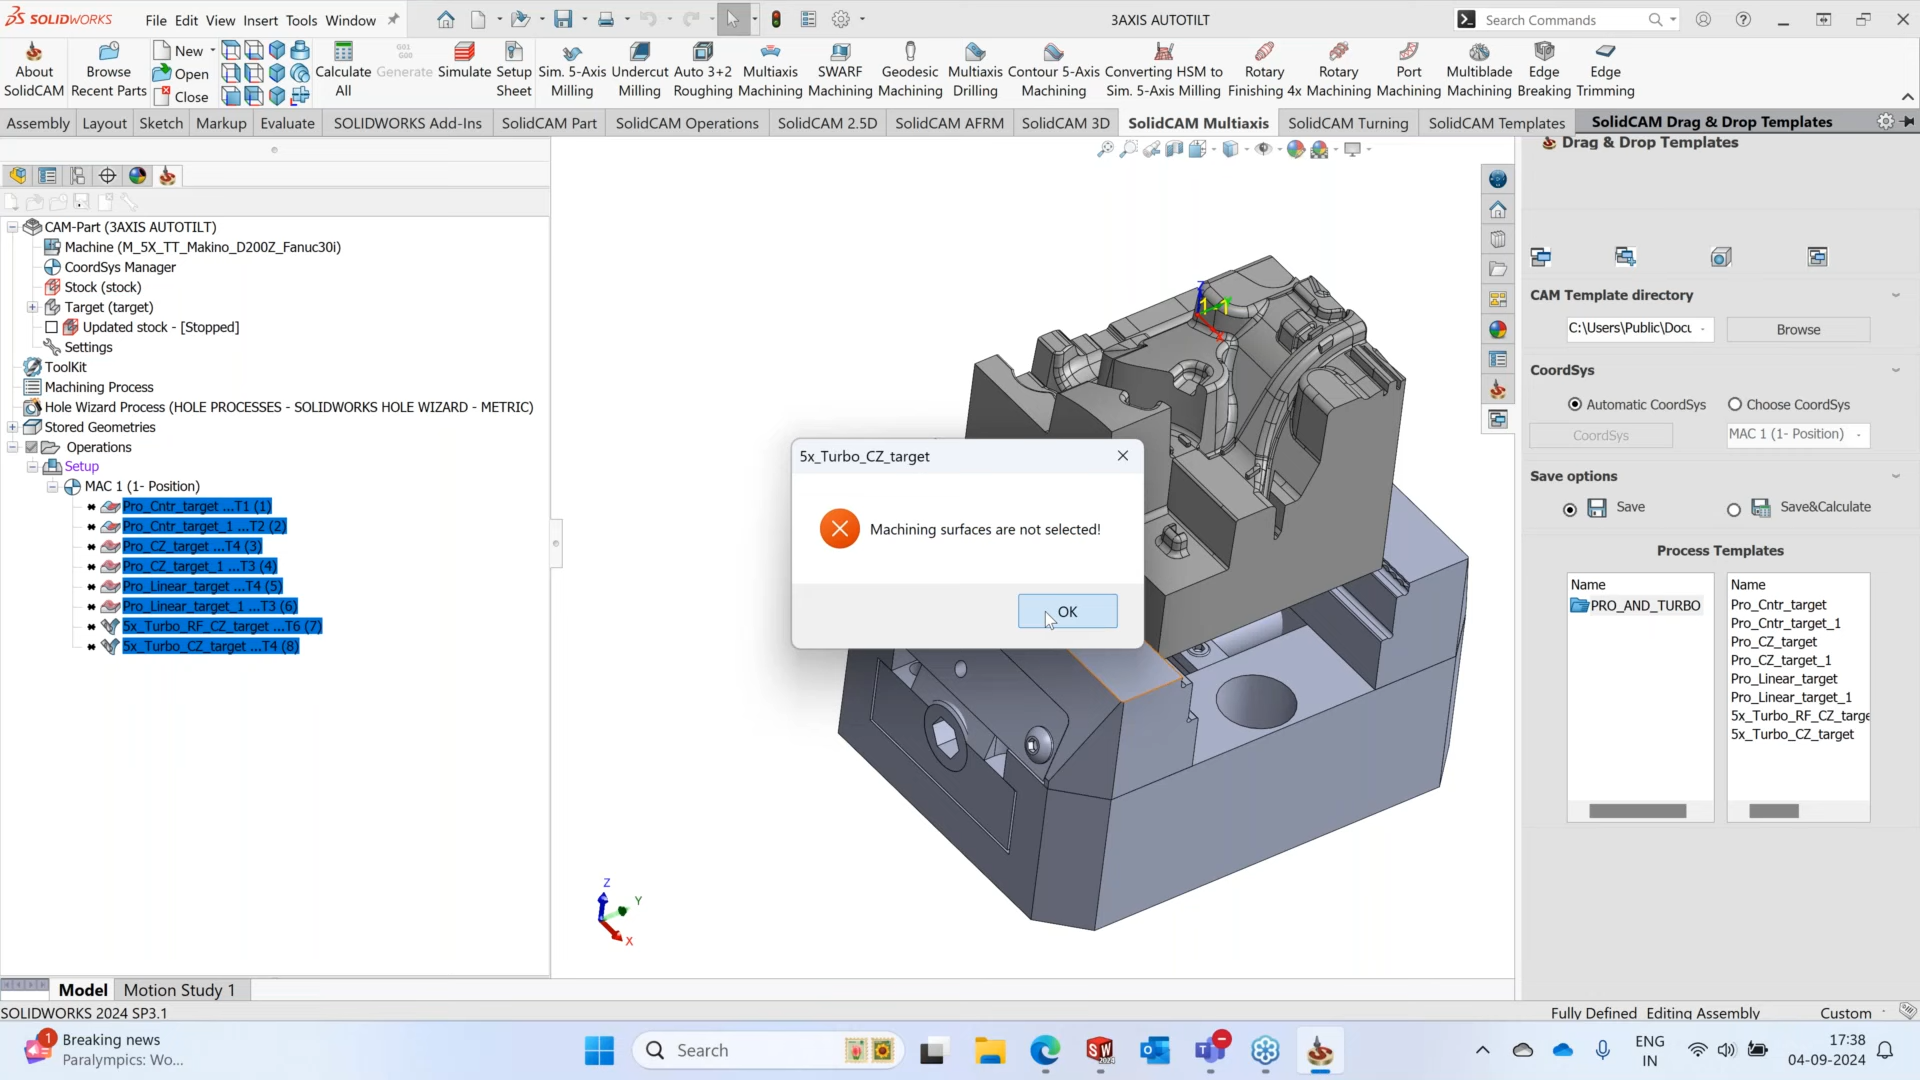 SOLIDWORKS File Edit View Insert Tools Window
3AXIS AUTOTILT
Search Commands
About SolidCAM
Browse Recent Parts
New
Open
Close
Calculate All
G01
G00
Generate
Simulate
Setup Sheet
Sim. 5-Axis Milling
Undercut Milling
Auto 3+2 Roughing
Multiaxis Machining
SWARF Machining
Geodesic Machining
Multiaxis Drilling
Contour 5-Axis Machining
Converting HSM to Sim. 5-Axis Milling
Rotary Finishing
Rotary 4x Machining
Port Machining
Multiblade Machining
Edge Breaking
Edge Trimming
Assembly Layout Sketch Markup Evaluate SOLIDWORKS Add-Ins SolidCAM Part SolidCAM Operations SolidCAM 2.5D SolidCAM AFRM SolidCAM 3D SolidCAM Multiaxis SolidCAM Turning SolidCAM Templates
SolidCAM Drag & Drop Templates
Drag & Drop Templates
CAM-Part (3AXIS AUTOTILT)
Machine (M_5X_TT_Makino_D200Z_Fanuc30i)
CoordSys Manager
Stock (stock)
Target (target)
Updated stock - [Stopped]
Settings
ToolKit
Machining Process
Hole Wizard Process (HOLE PROCESSES - SOLIDWORKS HOLE WIZARD - METRIC)
Stored Geometries
Operations
Setup
MAC 1 (1- Position)
Pro_Cntr_target ...T1 (1)
Pro_Cntr_target_1 ...T2 (2)
Pro_CZ_target ...T4 (3)
Pro_CZ_target_1 ...T3 (4)
Pro_Linear_target ...T4 (5)
Pro_Linear_target_1 ...T3 (6)
5x_Turbo_RF_CZ_target ...T6 (7)
5x_Turbo_CZ_target ...T4 (8)
5x_Turbo_CZ_target
Machining surfaces are not selected!
OK
Z
1-1
X
Z
Y
X
CAM Template directory
C:\Users\Public\Docu
Browse
CoordSys
Automatic CoordSys
Choose CoordSys
CoordSys
MAC 1 (1- Position)
Save options
Save
Save&Calculate
Process Templates
Name
PRO_AND_TURBO
Name
Pro_Cntr_target
Pro_Cntr_target_1
Pro_CZ_target
Pro_CZ_target_1
Pro_Linear_target
Pro_Linear_target_1
5x_Turbo_RF_CZ_targe
5x_Turbo_CZ_target
Model Motion Study 1
SOLIDWORKS 2024 SP3.1
Fully Defined Editing Assembly Custom
1
Breaking news
Paralympics: Wo...
Search
SW
2024
ENG
IN
17:38
04-09-2024